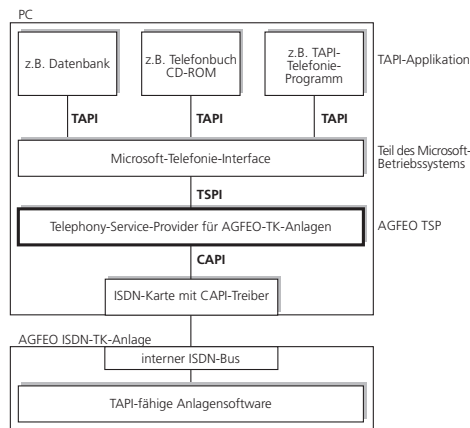 PC
z.B. Datenbank
z.B. Telefonbuch
CD-ROM
z.B. TAPI-
Telefonie-
Programm
TAPI-Applikation
TAPI
TAPI
TAPI
Microsoft-Telefonie-Interface
Teil des Microsoft-
Betriebssystems
TSPI
Telephony-Service-Provider für AGFEO-TK-Anlagen
AGFEO TSP
CAPI
ISDN-Karte mit CAPI-Treiber
AGFEO ISDN-TK-Anlage
interner ISDN-Bus
TAPI-fähige Anlagensoftware